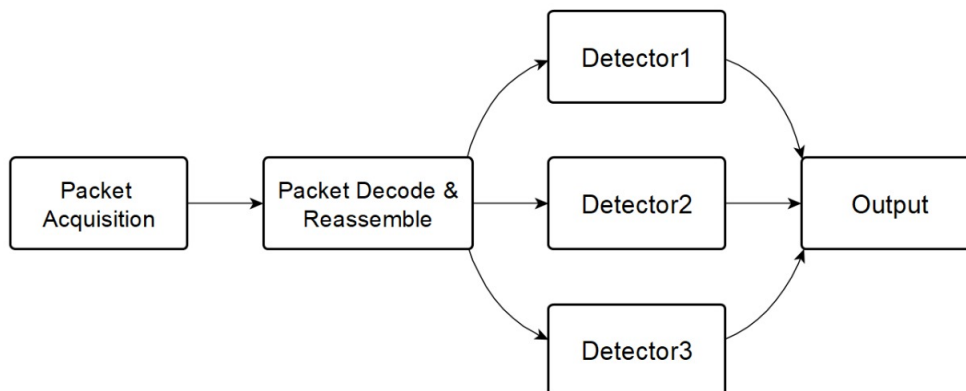 Packet
Acquisition
Packet Decode &
Reassemble
Detector1
Detector2
Detector3
Output